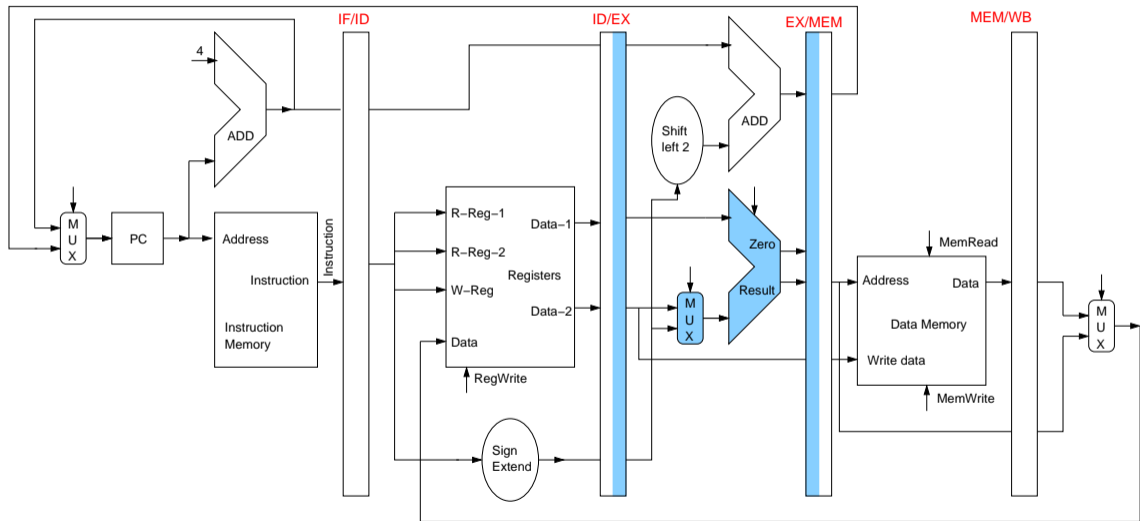 IF/ID
ID/EX
EX/MEM
MEM/WB
4
ADD
Shift
left 2
ADD
M
U
X
PC
Address
Instruction
Instruction
Memory
Instruction
R-Reg-1
R-Reg-2
W-Reg
Data
Data-1
Registers
Data-2
RegWrite
Sign
Extend
M
U
X
Zero
Result
MemRead
Address
Data
Data Memory
Write data
MemWrite
M
U
X